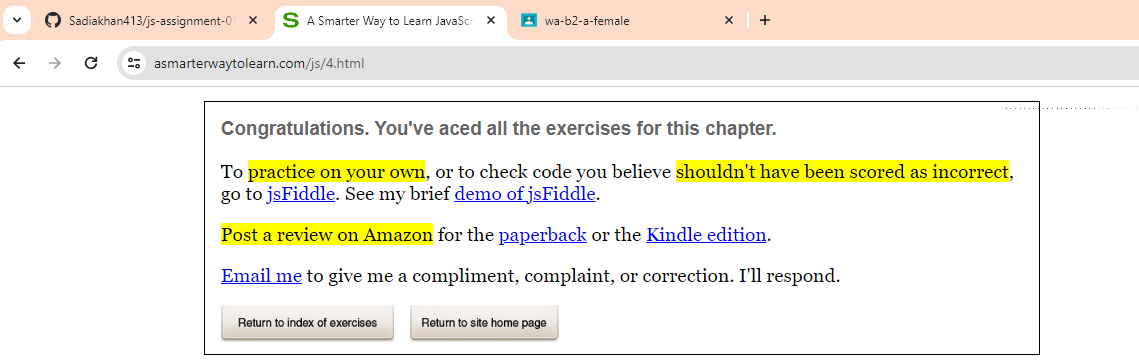 Sadiakhan413/js-assignment-01
A Smarter Way to Learn JavaScr
wa-b2-a-female
asmarterwaytolearn.com/js/4.html
Congratulations. You've aced all the exercises for this chapter.
To practice on your own, or to check code you believe shouldn't have been scored as incorrect,
go to jsFiddle. See my brief demo of jsFiddle.
Post a review on Amazon for the paperback or the Kindle edition.
Email me to give me a compliment, complaint, or correction. I'll respond.
Return to index of exercises
Return to site home page